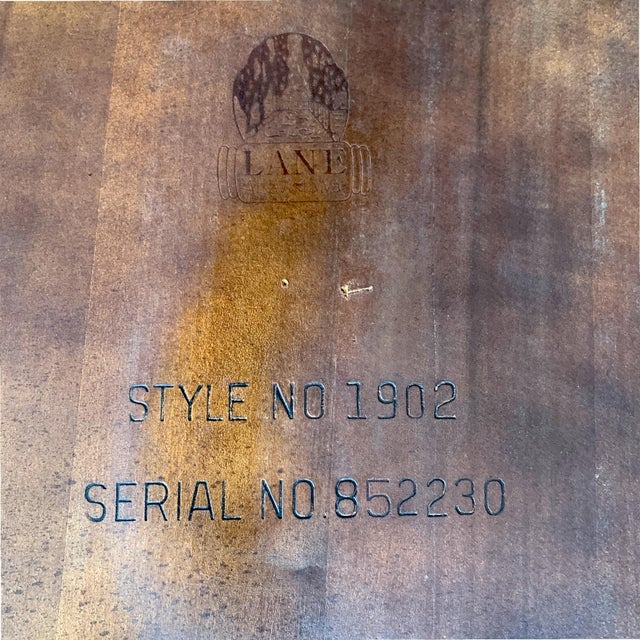 LANE
STYLE NO 1902
SERIAL NO. 852230